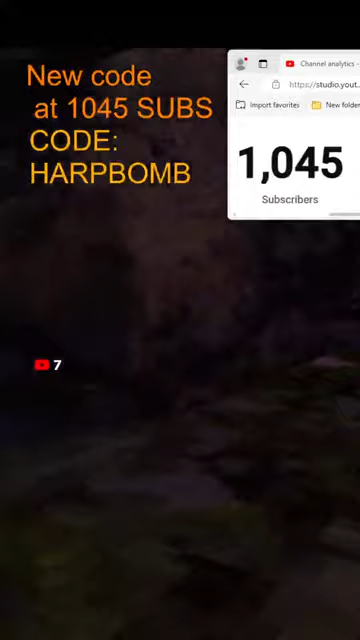 New code
at 1045 SUBS
CODE:
HARPBOMB
Channel analytics -
https://studio.yout..
Import favorites
New folder
1,045
Subscribers
7